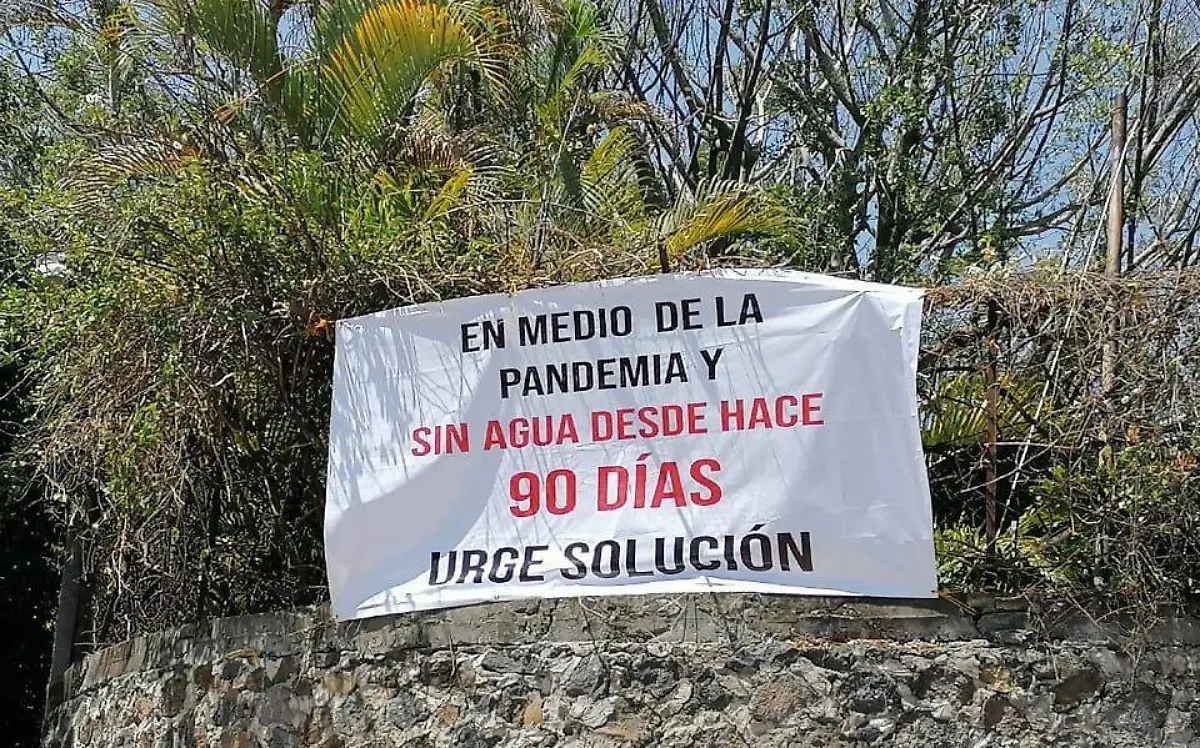 EN MEDIO DE LA
PANDEMIA Y
SIN AGUA DESDE HACE
90 DÍAS
URGE SOLUCIÓN